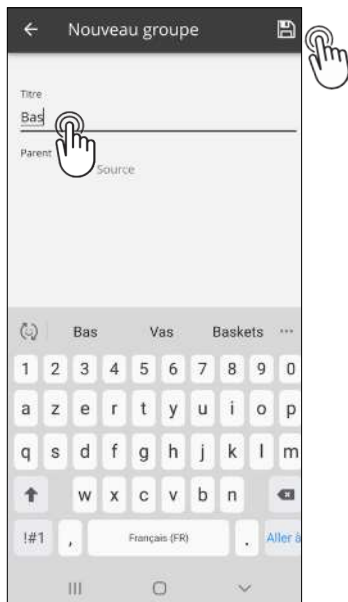 Nouveau groupe
Titre
Bas
Parent
Source
Bas Vas Baskets ...
1 2 3 4 5 6 7 8 9 0
a z e r t y u i o p
q s d f g h j k l m
w x c v b n
!#1 , Français (FR) . Aller à